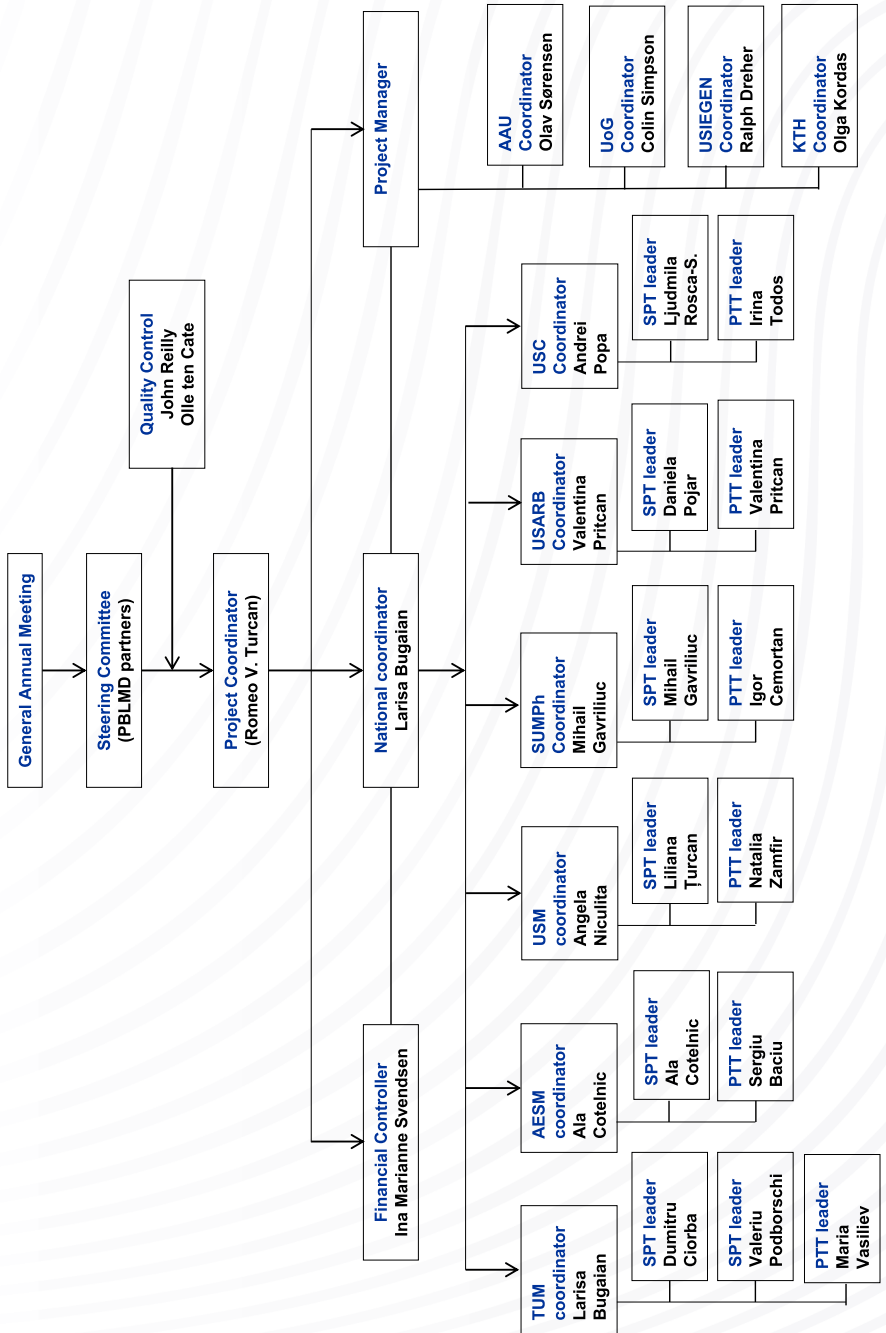 General Annual Meeting
Steering Committee
(PBLMD partners)
Quality Control
John Reilly
Olle ten Cate
Project Coordinator
(Romeo V. Turcan)
Financial Controller
Ina Marianne Svendsen
National coordinator
Larisa Bugaian
Project Manager
TUM
coordinator
Larisa
Bugaian
SPT leader
Dumitru
Ciorba
SPT leader
Valeriu
Podborschi
PTT leader
Maria
Vasiliev
AESM
coordinator
Ala
Cotelnic
SPT leader
Ala
Cotelnic
PTT leader
Sergiu
Baciu
USM
coordinator
Angela
Niculita
SPT leader
Liliana
Țurcan
PTT leader
Natalia
Zamfir
SUMPh
Coordinator
Mihail
Gavriliuc
SPT leader
Mihail
Gavriliuc
PTT leader
Igor
Cemortan
USARB
Coordinator
Valentina
Pritcan
SPT leader
Daniela
Pojar
PTT leader
Valentina
Pritcan
USC
Coordinator
Andrei
Popa
SPT leader
Ljudmila
Rosca-S.
PTT leader
Irina
Todos
AAU
Coordinator
Olav Sørensen
UoG
Coordinator
Colin Simpson
USIEGEN
Coordinator
Ralph Dreher
KTH
Coordinator
Olga Kordas